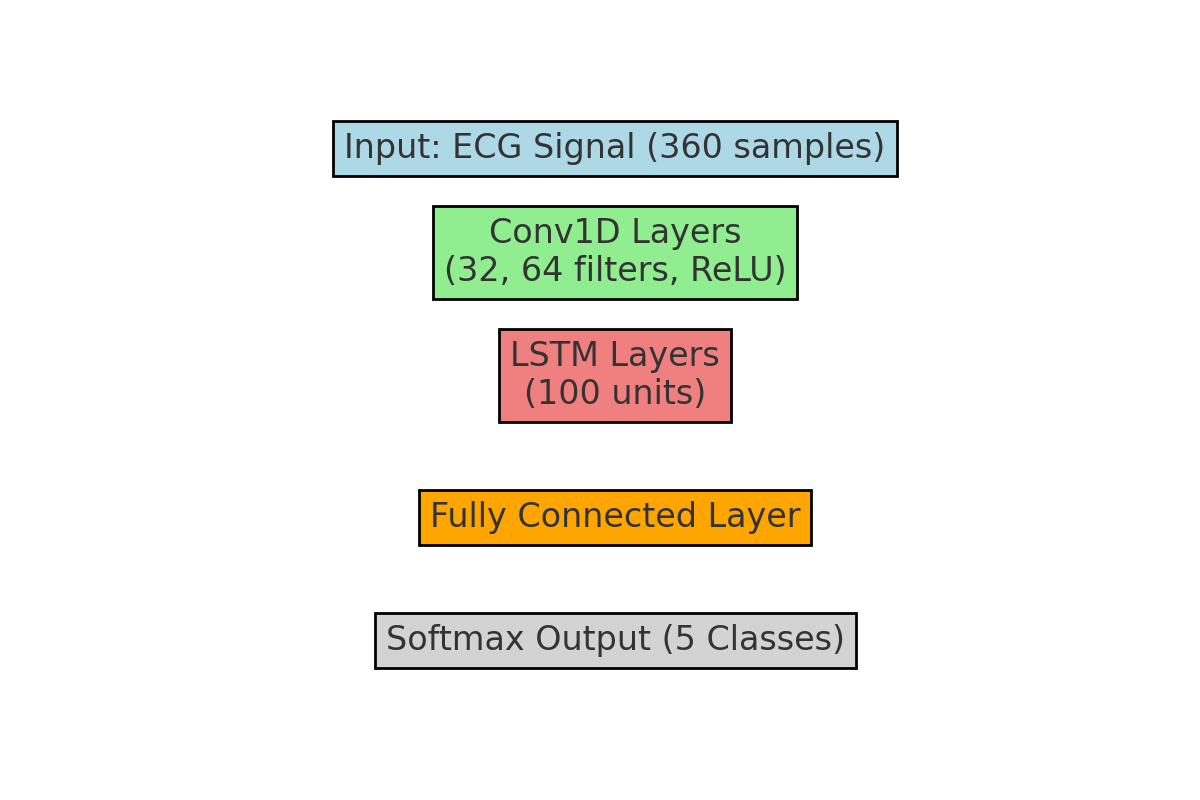 Input: ECG Signal (360 samples)
Conv1D Layers
(32, 64 filters, ReLU)
LSTM Layers
(100 units)
Fully Connected Layer
Softmax Output (5 Classes)